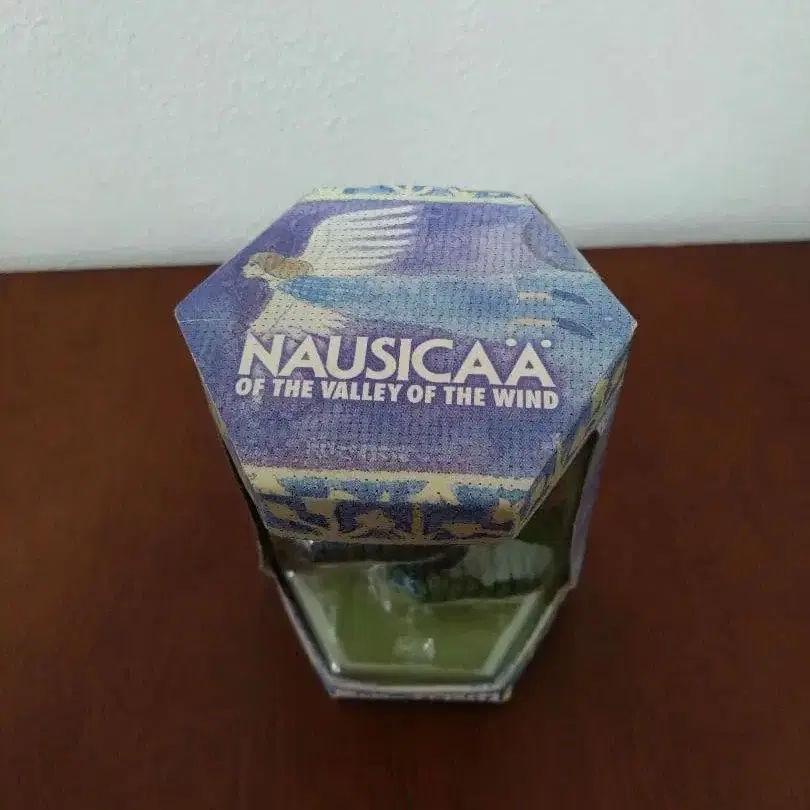 NAUSICAÄ
OF THE VALLEY OF THE WIND